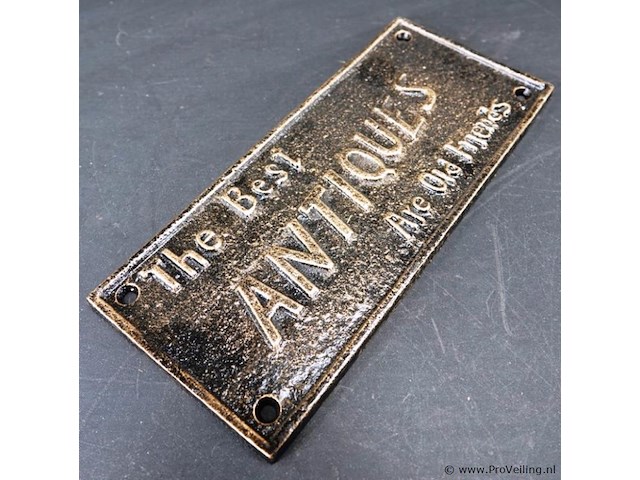 The Best
ANTIQUES
Are Old Friends
© www.ProVeiling.nl